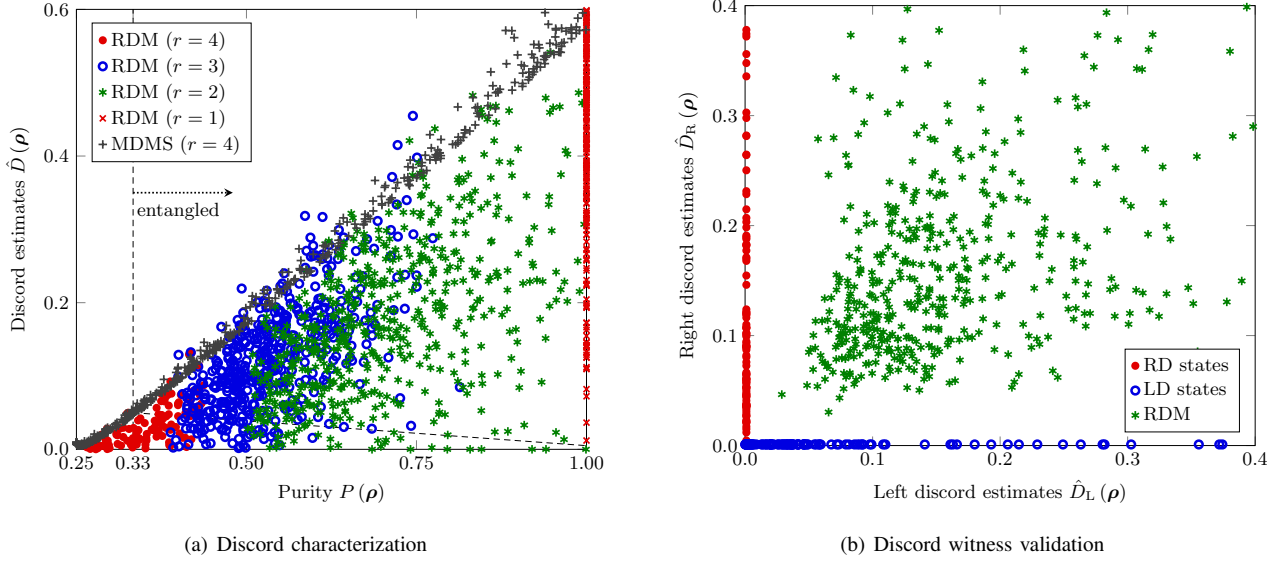 Discord estimates D̂ (ρ)
0.6
0.4
0.2
0.0
RDM (r = 4)
RDM (r = 3)
RDM (r = 2)
RDM (r = 1)
MDMS (r = 4)
entangled
0.25 0.33 0.50 0.75 1.00
Purity P (ρ)
(a) Discord characterization
Right discord estimates D̂R (ρ)
0.4
0.3
0.2
0.1
0.0
RD states
LD states
RDM
0.0 0.1 0.2 0.3 0.4
Left discord estimates D̂L (ρ)
(b) Discord witness validation